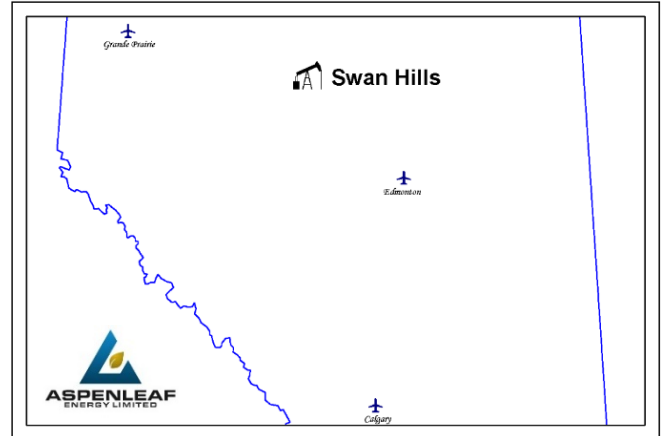 Grande Prairie
Swan Hills
Edmonton
ASPENLEAF
ENERGY LIMITED
Calgary